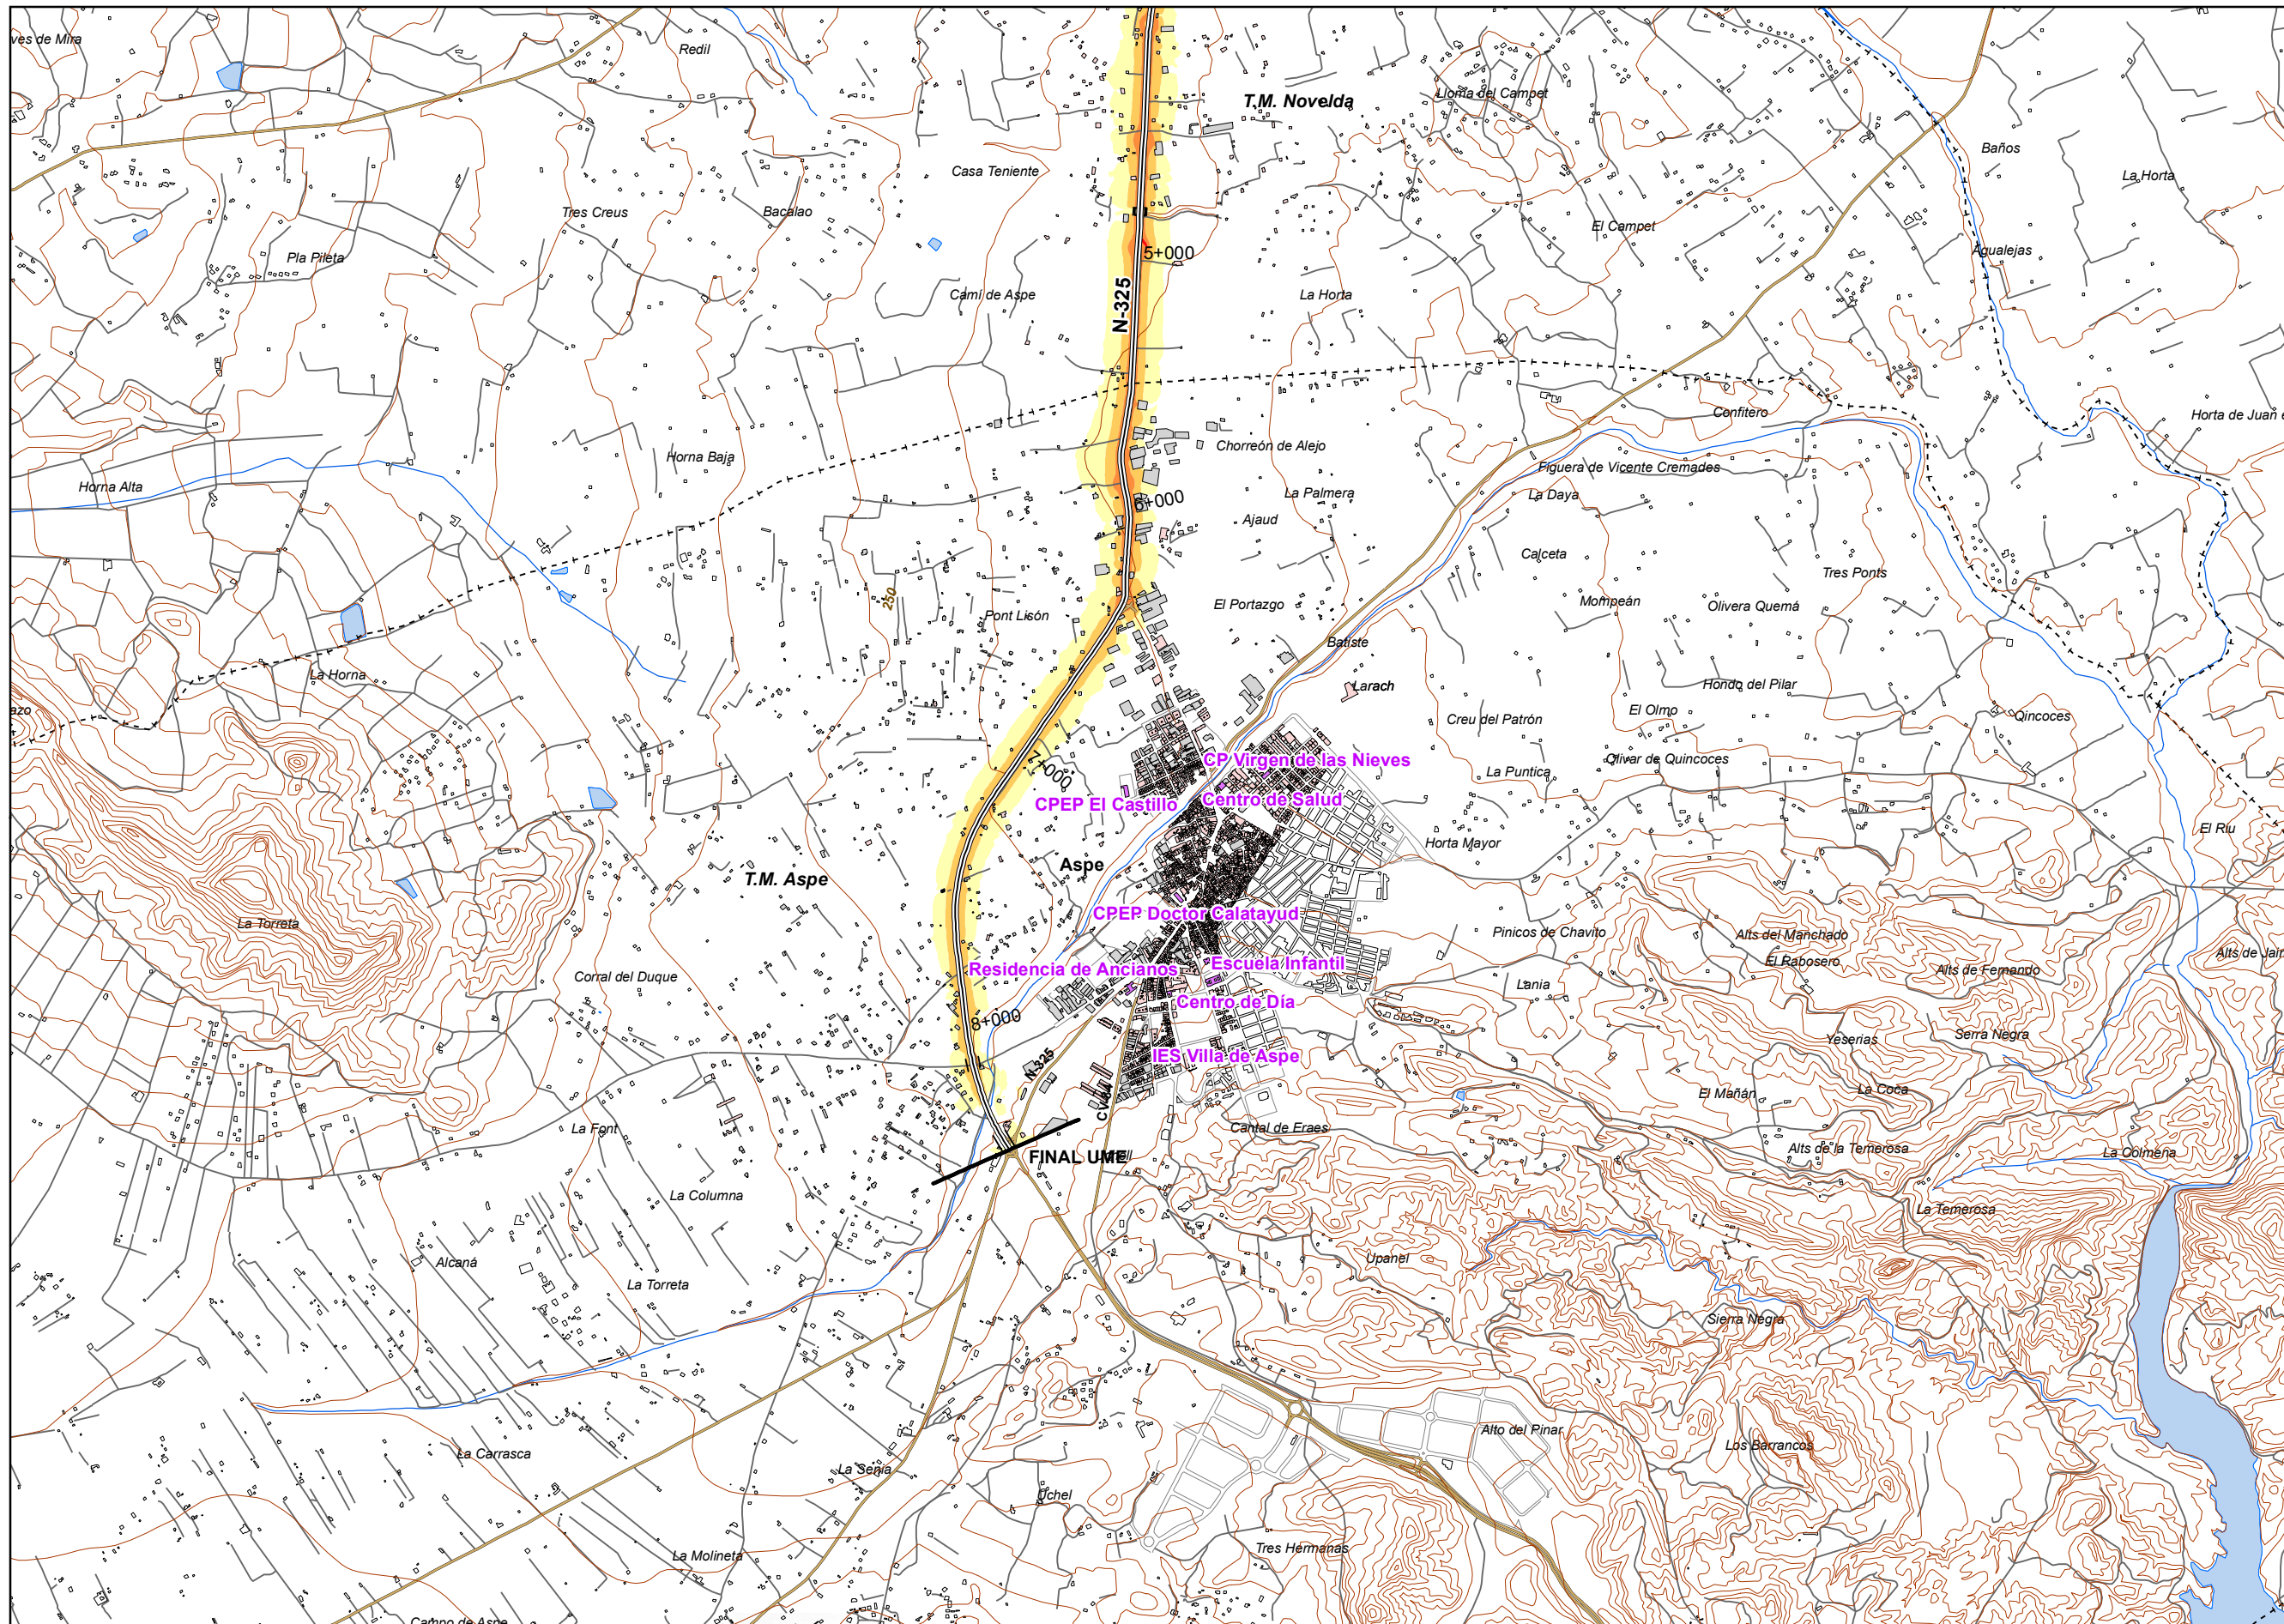 ves de Mira
Redil
T.M. Novelda
Lloma del Campet
Baños
Casa Teniente
La Horta
Tres Creus
Bacalao
El Campet
Pla Pileta
5+000
Agualejas
Camí de Aspe
N-325
La Horta
Confitero
Horta de Juan
Chorreón de Alejo
Horna Baja
Figuera de Vicente Cremades
Horna Alta
La Palmera
La Daya
6+000
Ajaud
Calceta
Tres Ponts
250
Mompeán
El Portazgo
Olivera Quemá
Pont Lisón
Batiste
La Horna
Larach
Hondo del Pilar
azo
El Olmo
Qincoces
Creu del Patrón
CP Virgen de las Nieves
Olivar de Quincoces
7+000
La Puntica
CPEP El Castillo
Centro de Salud
El Riu
Horta Mayor
Aspe
T.M. Aspe
CPEP Doctor Calatayud
La Torreta
Pinicos de Chavito
Alts del Manchado
Alts de Jair
El Rabosero
Escuela Infantil
Residencia de Ancianos
Alts de Fernando
Corral del Duque
Lania
Centro de Día
8+000
Serra Negra
Yeserias
IES Villa de Aspe
N-325
La Coca
El Mañán
CV-84
La Font
Cantal de Eraes
Alts de la Temerosa
La Colmena
FINAL UME
La Columna
La Temerosa
Upanel
Alcaná
La Torreta
Sierra Negra
Alto del Pinar
Los Barrancos
La Carrasca
La Senia
Uchel
Tres Hermanas
La Molineta
Campo de Aspe